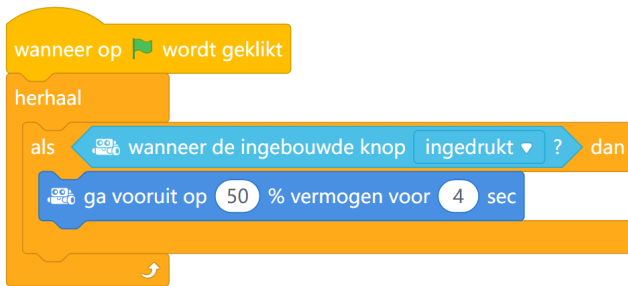 wanneer op wordt geklikt
herhaal
als wanneer de ingebouwde knop ingedrukt ? dan
ga vooruit op 50 % vermogen voor 4 sec